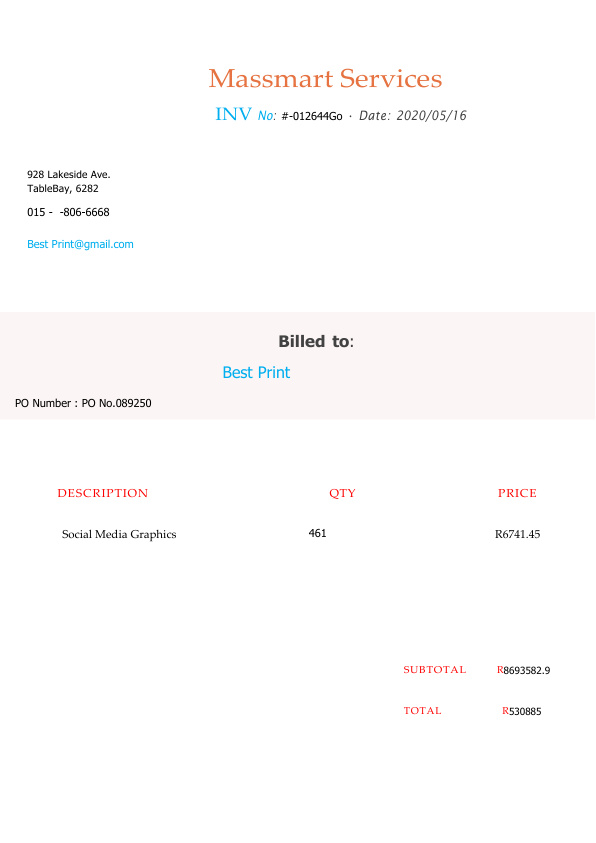 Massmart Services
INV No: #-012644Go · Date: 2020/05/16
928 Lakeside Ave.
TableBay, 6282
015 - -806-6668
Best Print@gmail.com
Billed to:
Best Print
PO Number : PO No.089250
DESCRIPTION QTY PRICE
Social Media Graphics 461 R6741.45
SUBTOTAL R8693582.9
TOTAL R530885